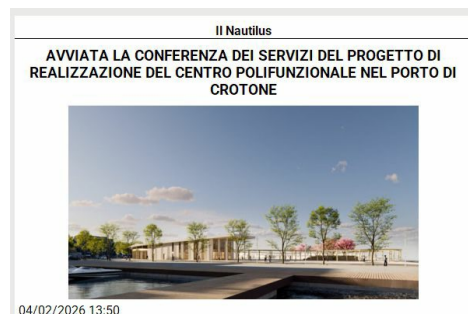 Il Nautilus
AVVIATA LA CONFERENZA DEI SERVIZI DEL PROGETTO DI
REALIZZAZIONE DEL CENTRO POLIFUNZIONALE NEL PORTO DI
CROTONE
04/02/2026 13:50